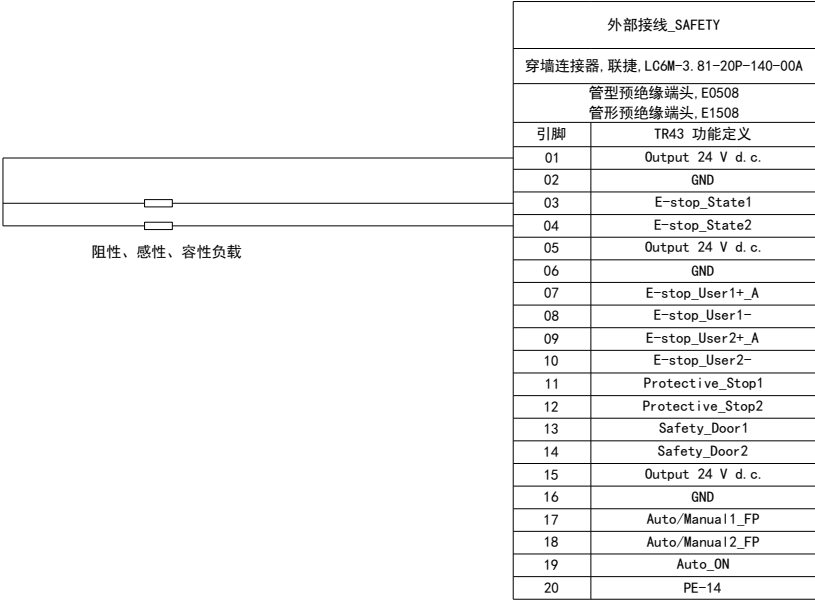 外部接线_SAFETY
穿墙连接器,联捷,LC6M-3.81-20P-140-00A
管型预绝缘端头,E0508
管形预绝缘端头,E1508
引脚 TR43 功能定义
01 Output 24 V d.c.
02 GND
03 E-stop_State1
04 E-stop_State2
阻性、感性、容性负载
05 Output 24 V d.c.
06 GND
07 E-stop_User1+_A
08 E-stop_User1-
09 E-stop_User2+_A
10 E-stop_User2-
11 Protective_Stop1
12 Protective_Stop2
13 Safety_Door1
14 Safety_Door2
15 Output 24 V d.c.
16 GND
17 Auto/Manual1_FP
18 Auto/Manual2_FP
19 Auto_ON
20 PE-14